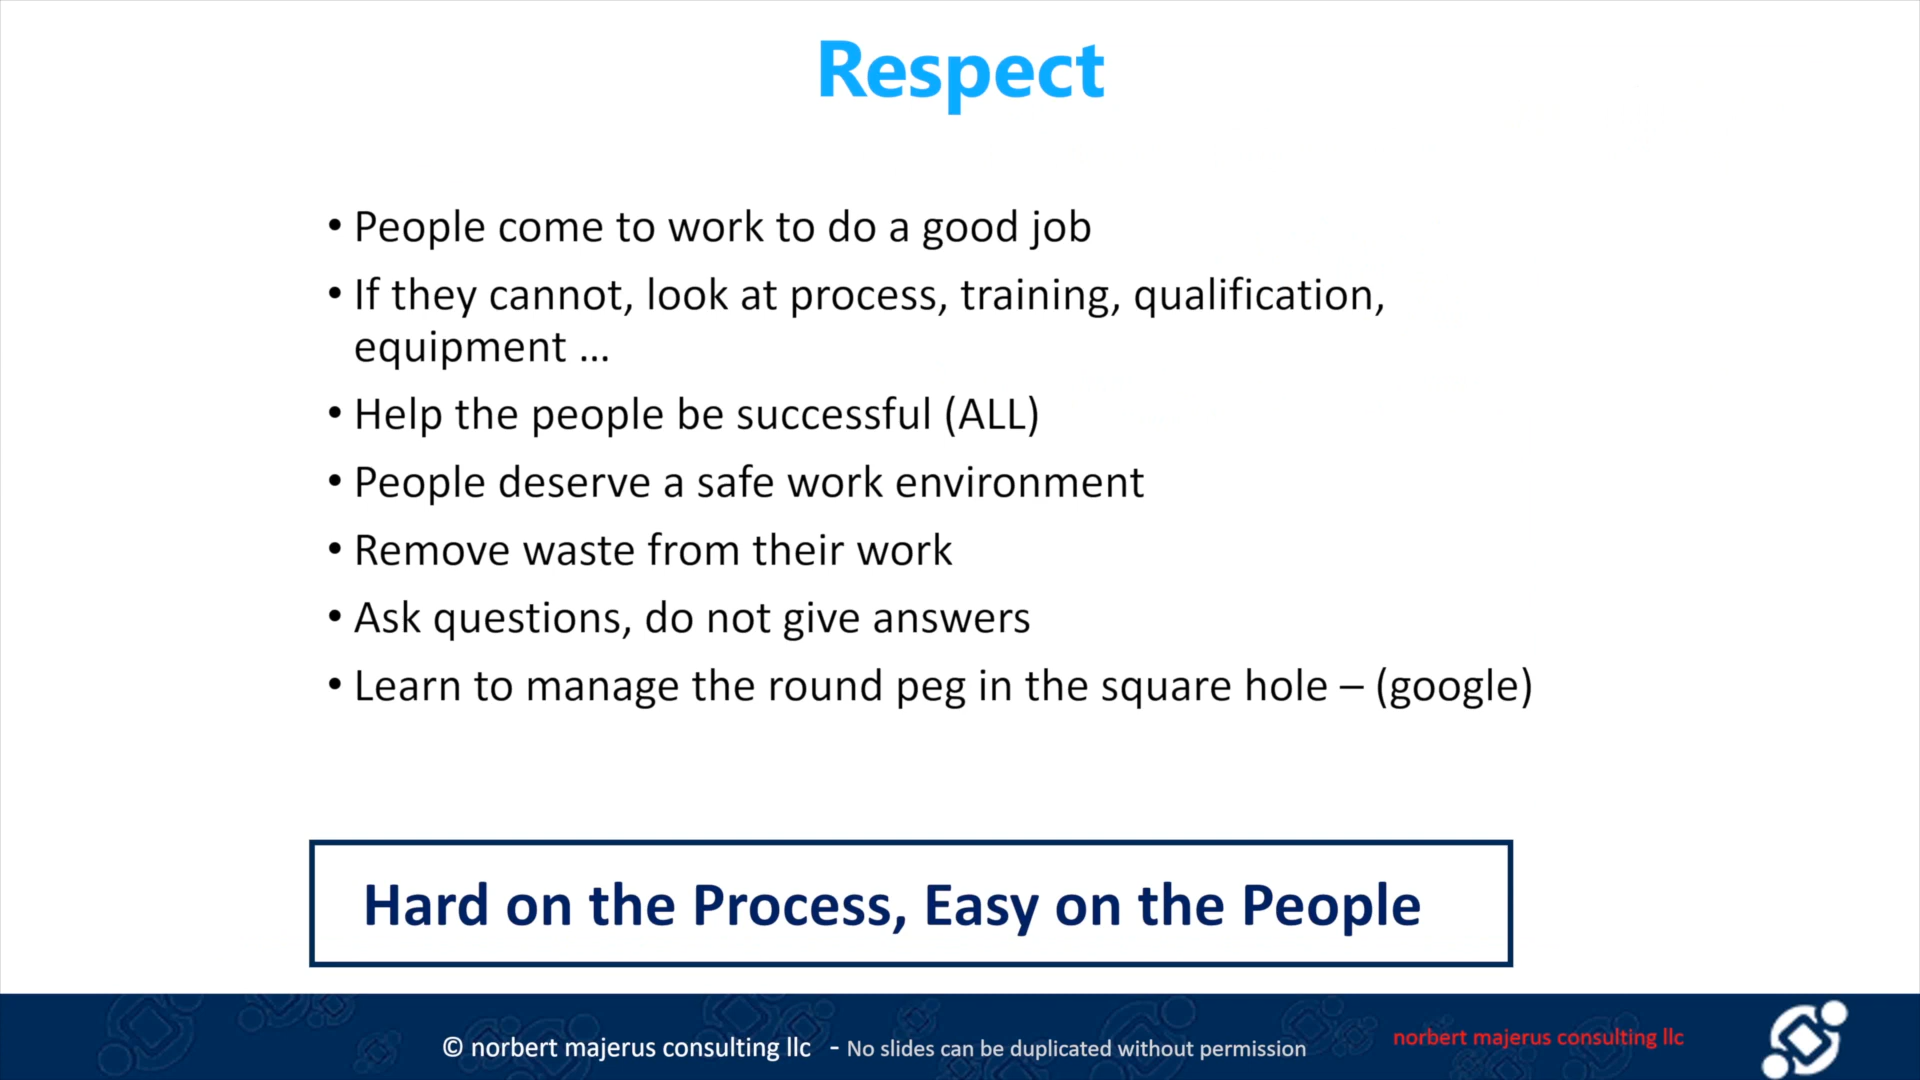 Respect
• People come to work to do a good job
• If they cannot, look at process, training, qualification,
equipment ...
• Help the people be successful (ALL)
• People deserve a safe work environment
• Remove waste from their work
• Ask questions, do not give answers
• Learn to manage the round peg in the square hole – (google)
Hard on the Process, Easy on the People
© norbert majerus consulting llc - No slides can be duplicated without permission
norbert majerus consulting llc